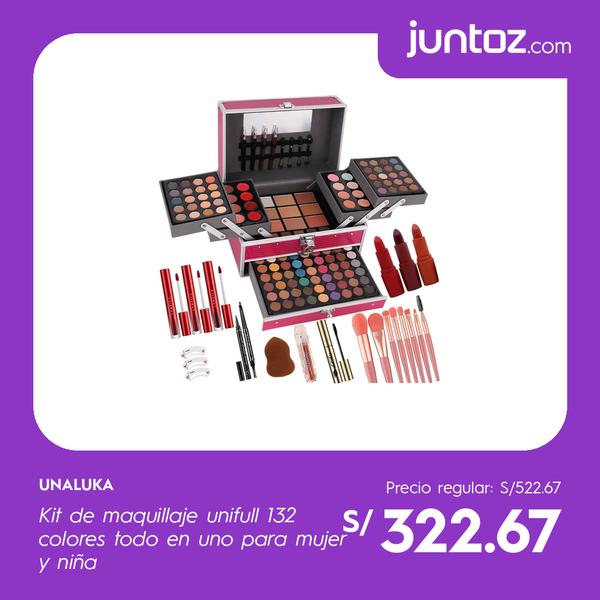 juntoz.com
UNALUKA
Kit de maquillaje unifull 132
colores todo en uno para mujer
y niña
Precio regular: S/522.67
S/ 322.67